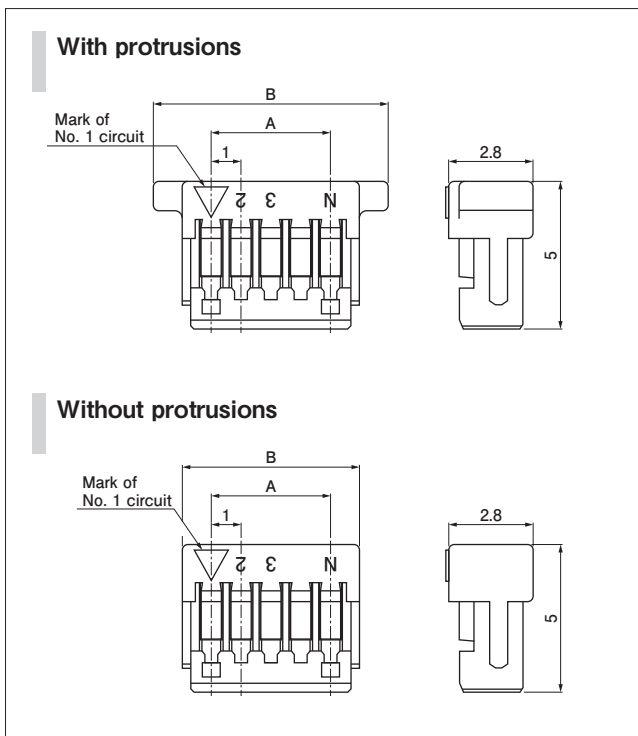 With protrusions
B
Mark of
No. 1 circuit
A
1
2 3 N
2.8
5
Without protrusions
B
Mark of
No. 1 circuit
A
1
2 3 N
2.8
5